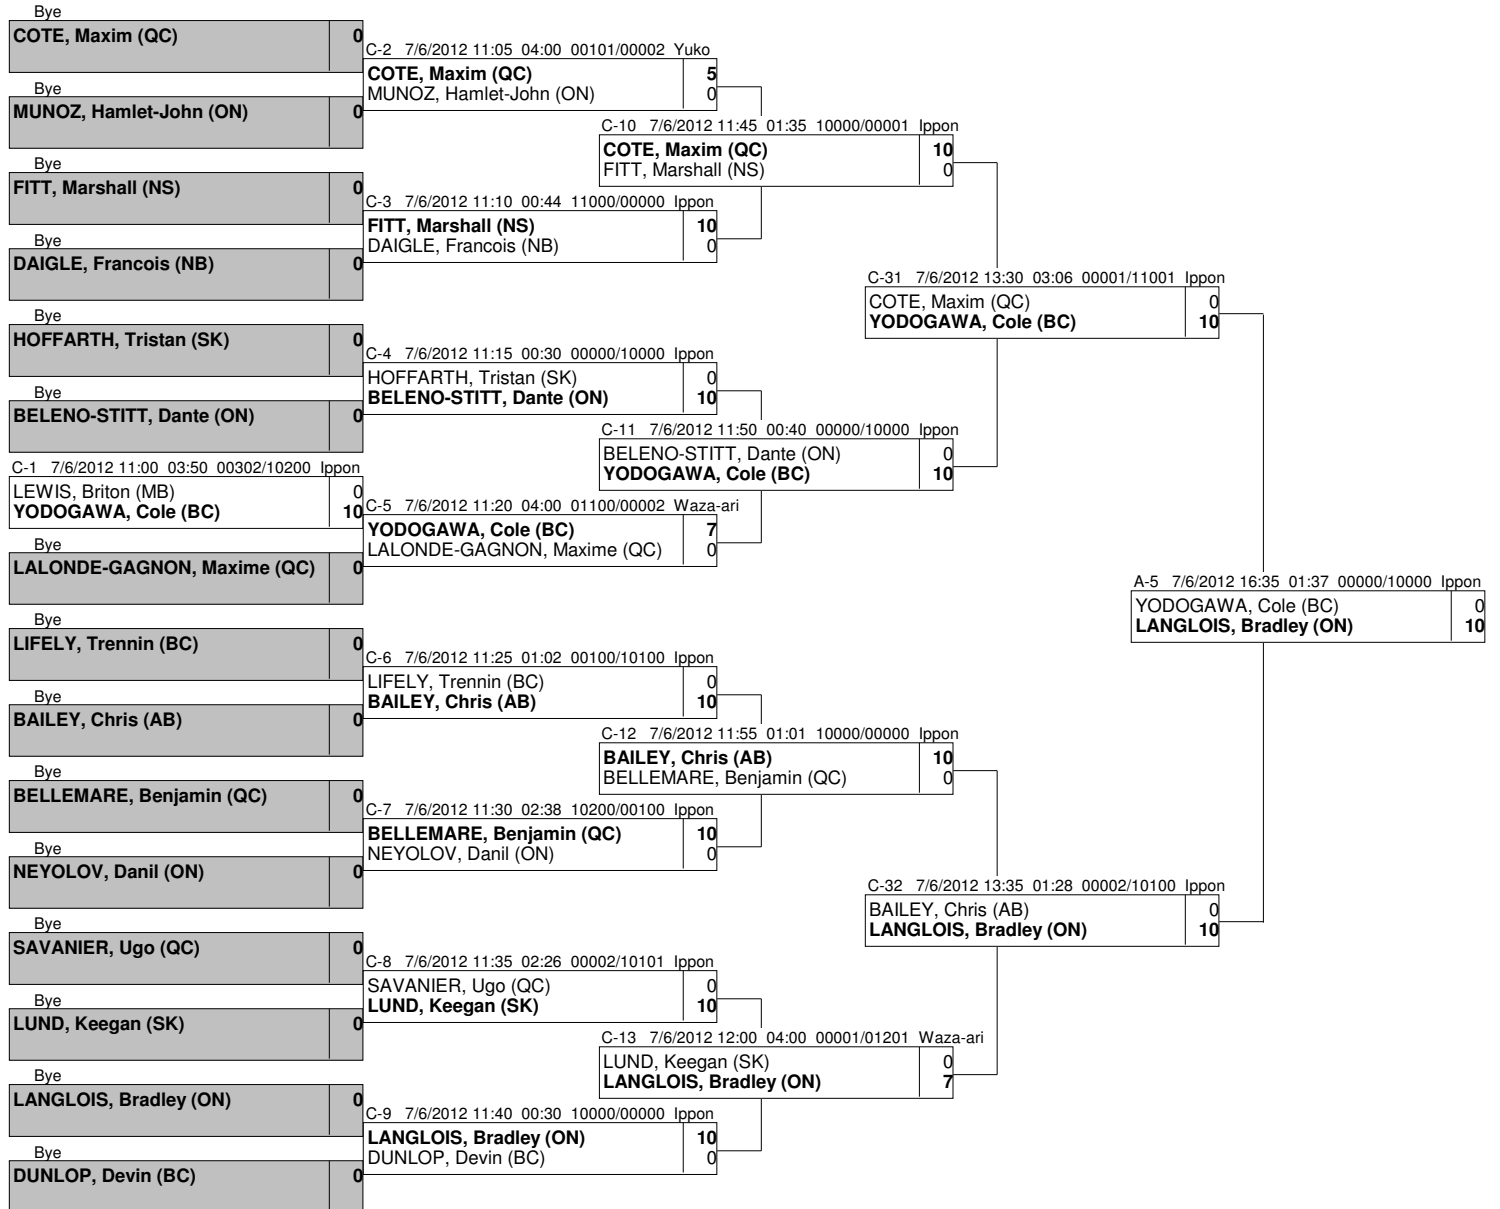 Bye
COTE, Maxim (QC) 0
Bye
MUNOZ, Hamlet-John (ON) 0
Bye
FITT, Marshall (NS) 0
Bye
DAIGLE, Francois (NB) 0
Bye
HOFFARTH, Tristan (SK) 0
Bye
BELENO-STITT, Dante (ON) 0
C-1 7/6/2012 11:00 03:50 00302/10200 Ippon
LEWIS, Briton (MB) 0
YODOGAWA, Cole (BC) 10
Bye
LALONDE-GAGNON, Maxime (QC) 0
Bye
LIFELY, Trennin (BC) 0
Bye
BAILEY, Chris (AB) 0
Bye
BELLEMARE, Benjamin (QC) 0
Bye
NEYOLOV, Danil (ON) 0
Bye
SAVANIER, Ugo (QC) 0
Bye
LUND, Keegan (SK) 0
Bye
LANGLOIS, Bradley (ON) 0
Bye
DUNLOP, Devin (BC) 0
C-2 7/6/2012 11:05 04:00 00101/00002 Yuko
COTE, Maxim (QC) 5
MUNOZ, Hamlet-John (ON) 0
C-3 7/6/2012 11:10 00:44 11000/00000 Ippon
FITT, Marshall (NS) 10
DAIGLE, Francois (NB) 0
C-4 7/6/2012 11:15 00:30 00000/10000 Ippon
HOFFARTH, Tristan (SK) 0
BELENO-STITT, Dante (ON) 10
C-5 7/6/2012 11:20 04:00 01100/00002 Waza-ari
YODOGAWA, Cole (BC) 7
LALONDE-GAGNON, Maxime (QC) 0
C-6 7/6/2012 11:25 01:02 00100/10100 Ippon
LIFELY, Trennin (BC) 0
BAILEY, Chris (AB) 10
C-7 7/6/2012 11:30 02:38 10200/00100 Ippon
BELLEMARE, Benjamin (QC) 10
NEYOLOV, Danil (ON) 0
C-8 7/6/2012 11:35 02:26 00002/10101 Ippon
SAVANIER, Ugo (QC) 0
LUND, Keegan (SK) 10
C-9 7/6/2012 11:40 00:30 10000/00000 Ippon
LANGLOIS, Bradley (ON) 10
DUNLOP, Devin (BC) 0
C-10 7/6/2012 11:45 01:35 10000/00001 Ippon
COTE, Maxim (QC) 10
FITT, Marshall (NS) 0
C-11 7/6/2012 11:50 00:40 00000/10000 Ippon
BELENO-STITT, Dante (ON) 0
YODOGAWA, Cole (BC) 10
C-12 7/6/2012 11:55 01:01 10000/00000 Ippon
BAILEY, Chris (AB) 10
BELLEMARE, Benjamin (QC) 0
C-13 7/6/2012 12:00 04:00 00001/01201 Waza-ari
LUND, Keegan (SK) 0
LANGLOIS, Bradley (ON) 7
C-31 7/6/2012 13:30 03:06 00001/11001 Ippon
COTE, Maxim (QC) 0
YODOGAWA, Cole (BC) 10
C-32 7/6/2012 13:35 01:28 00002/10100 Ippon
BAILEY, Chris (AB) 0
LANGLOIS, Bradley (ON) 10
A-5 7/6/2012 16:35 01:37 00000/10000 Ippon
YODOGAWA, Cole (BC) 0
LANGLOIS, Bradley (ON) 10